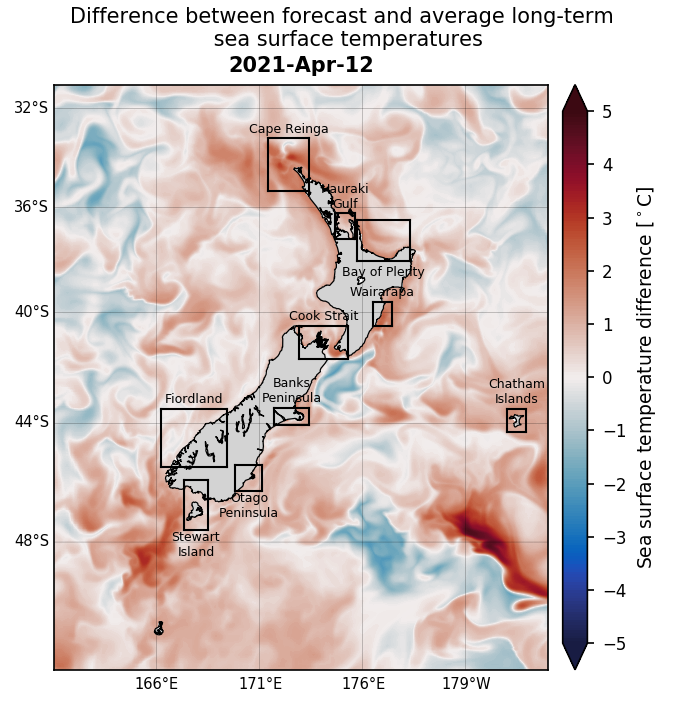 Difference between forecast and average long-term
sea surface temperatures
2021-Apr-12
32°S
36°S
40°S
44°S
48°S
166°E
171°E
176°E
179°W
Cape Reinga
Hauraki
Gulf
Bay of Plenty
Wairarapa
Cook Strait
Banks
Peninsula
Chatham
Islands
Fiordland
Otago
Peninsula
Stewart
Island
5
4
3
2
1
0
−1
−2
−3
−4
−5
Sea surface temperature difference [°C]